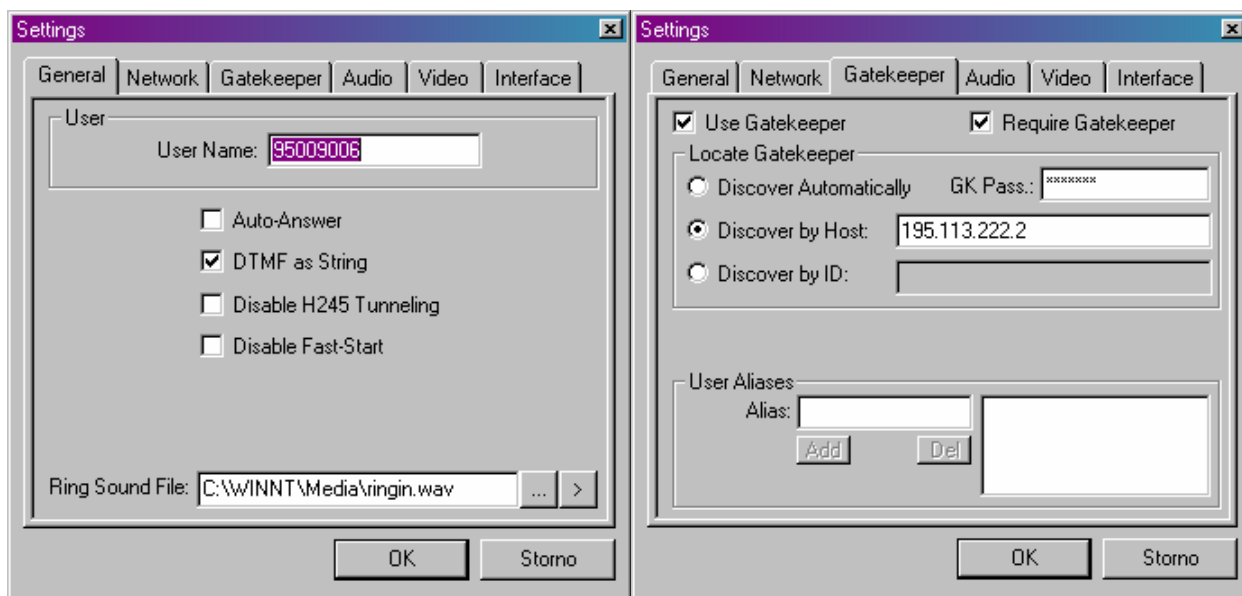 Settings
General Network Gatekeeper Audio Video Interface
User
User Name: 95009006
Auto-Answer
DTMF as String
Disable H245 Tunneling
Disable Fast-Start
Ring Sound File: C:\WINNT\Media\ringin.wav ... >
OK Storno
Settings
General Network Gatekeeper Audio Video Interface
Use Gatekeeper Require Gatekeeper
Locate Gatekeeper
Discover Automatically GK Pass.: *******
Discover by Host: 195.113.222.2
Discover by ID:
User Aliases
Alias:
Add Del
OK Storno